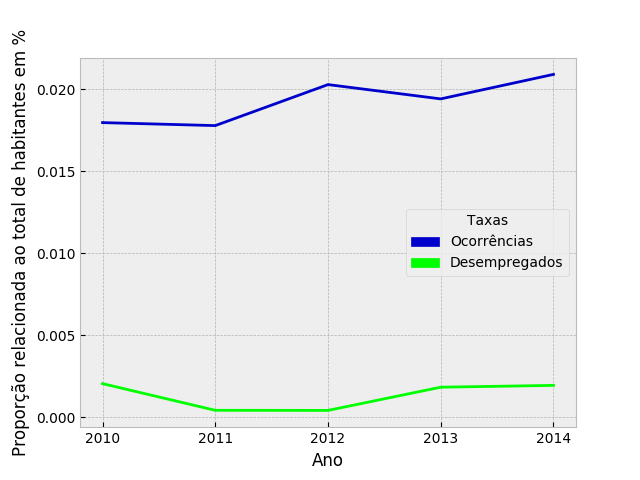 Proporção relacionada ao total de habitantes em %
0.020
0.015
0.010
0.005
0.000
Taxas
Ocorrências
Desempregados
2010 2011 2012 2013 2014
Ano